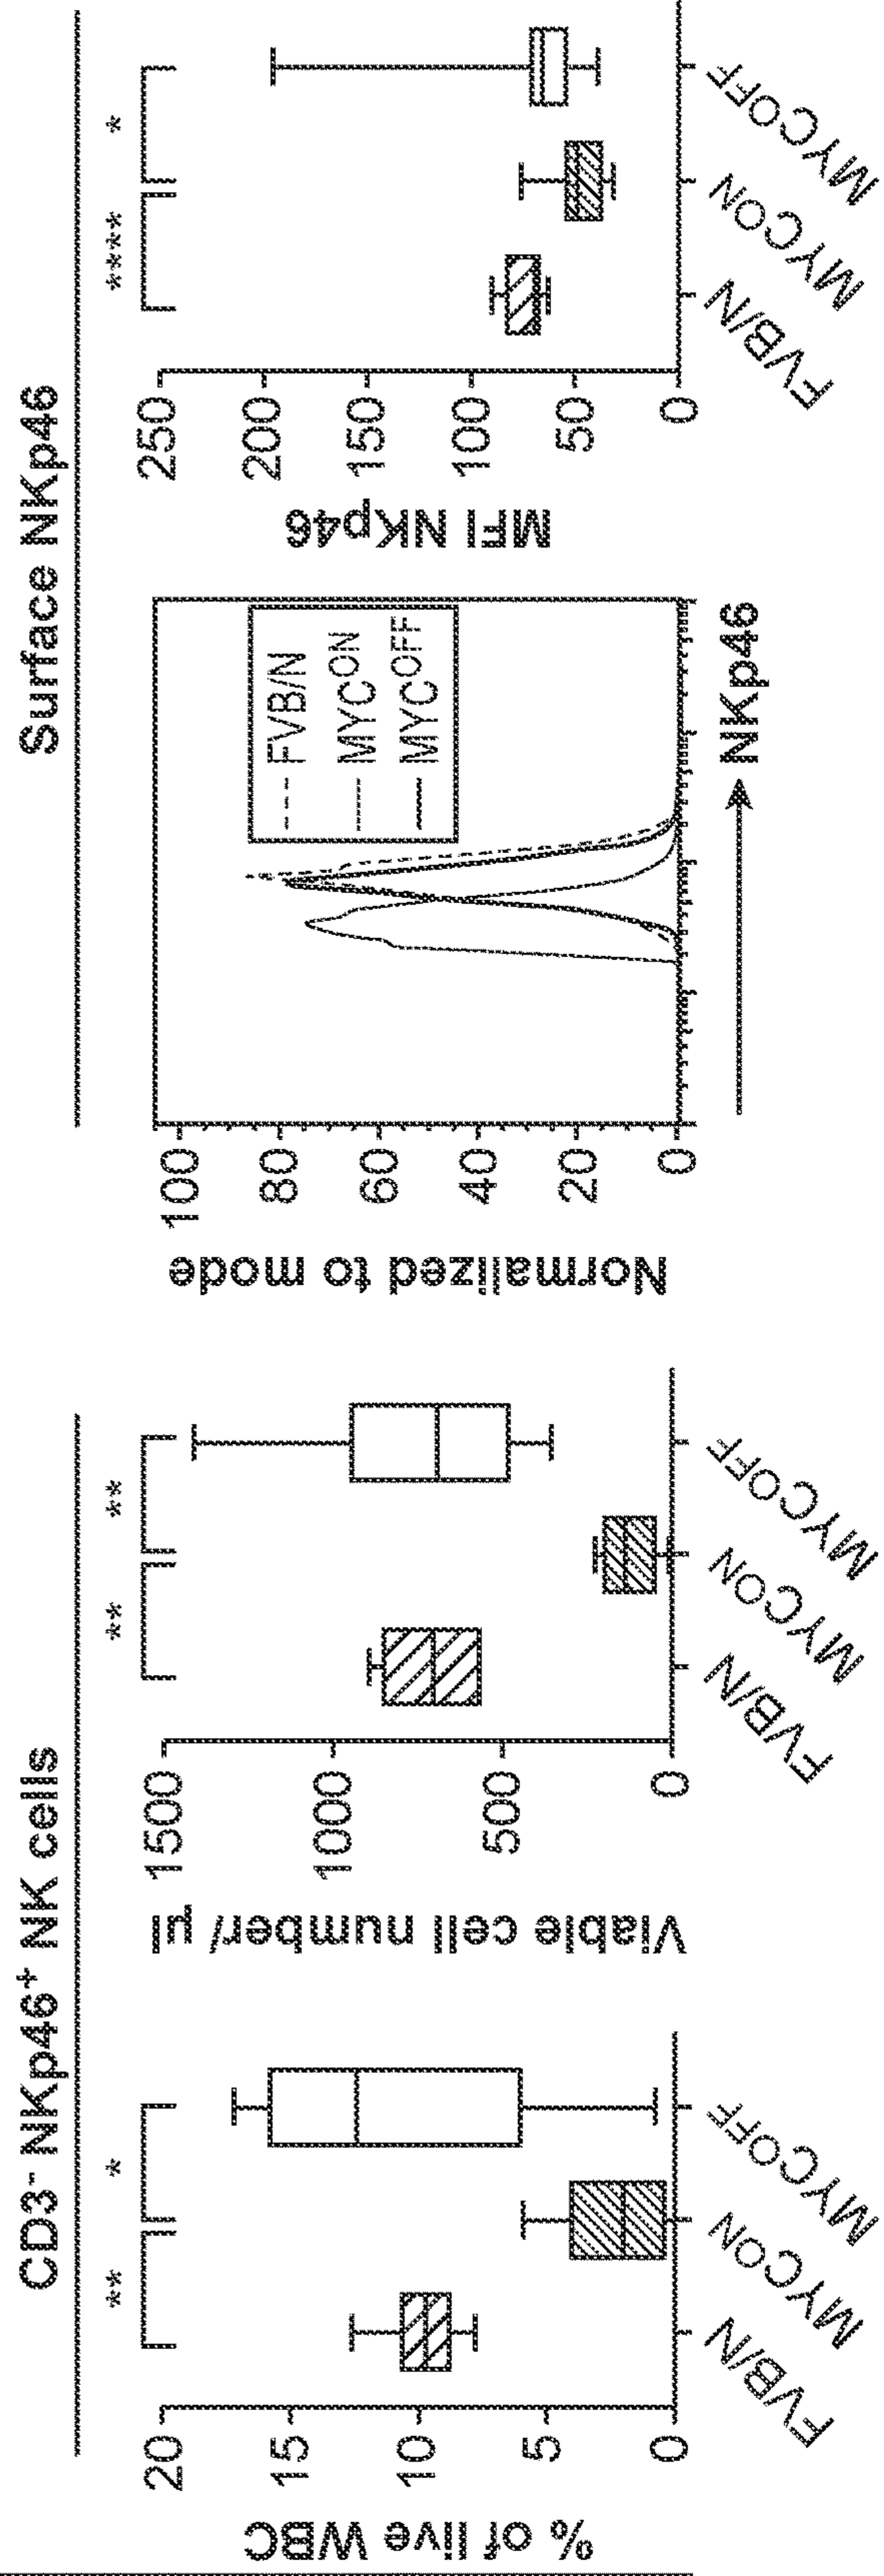 CD3- NKp46+ NK cells
** *
% of live WBC
20
15
10
5
0
FVB/N
MYCON
MYCOFF
** **
Viable cell number/ µl
1500
1000
500
0
FVB/N
MYCON
MYCOFF
Surface NKp46
Normalized to mode
100
80
60
40
20
0
FVB/N
MYCON
MYCOFF
NKp46
**** *
MFI NKp46
250
200
150
100
50
0
FVB/N
MYCON
MYCOFF